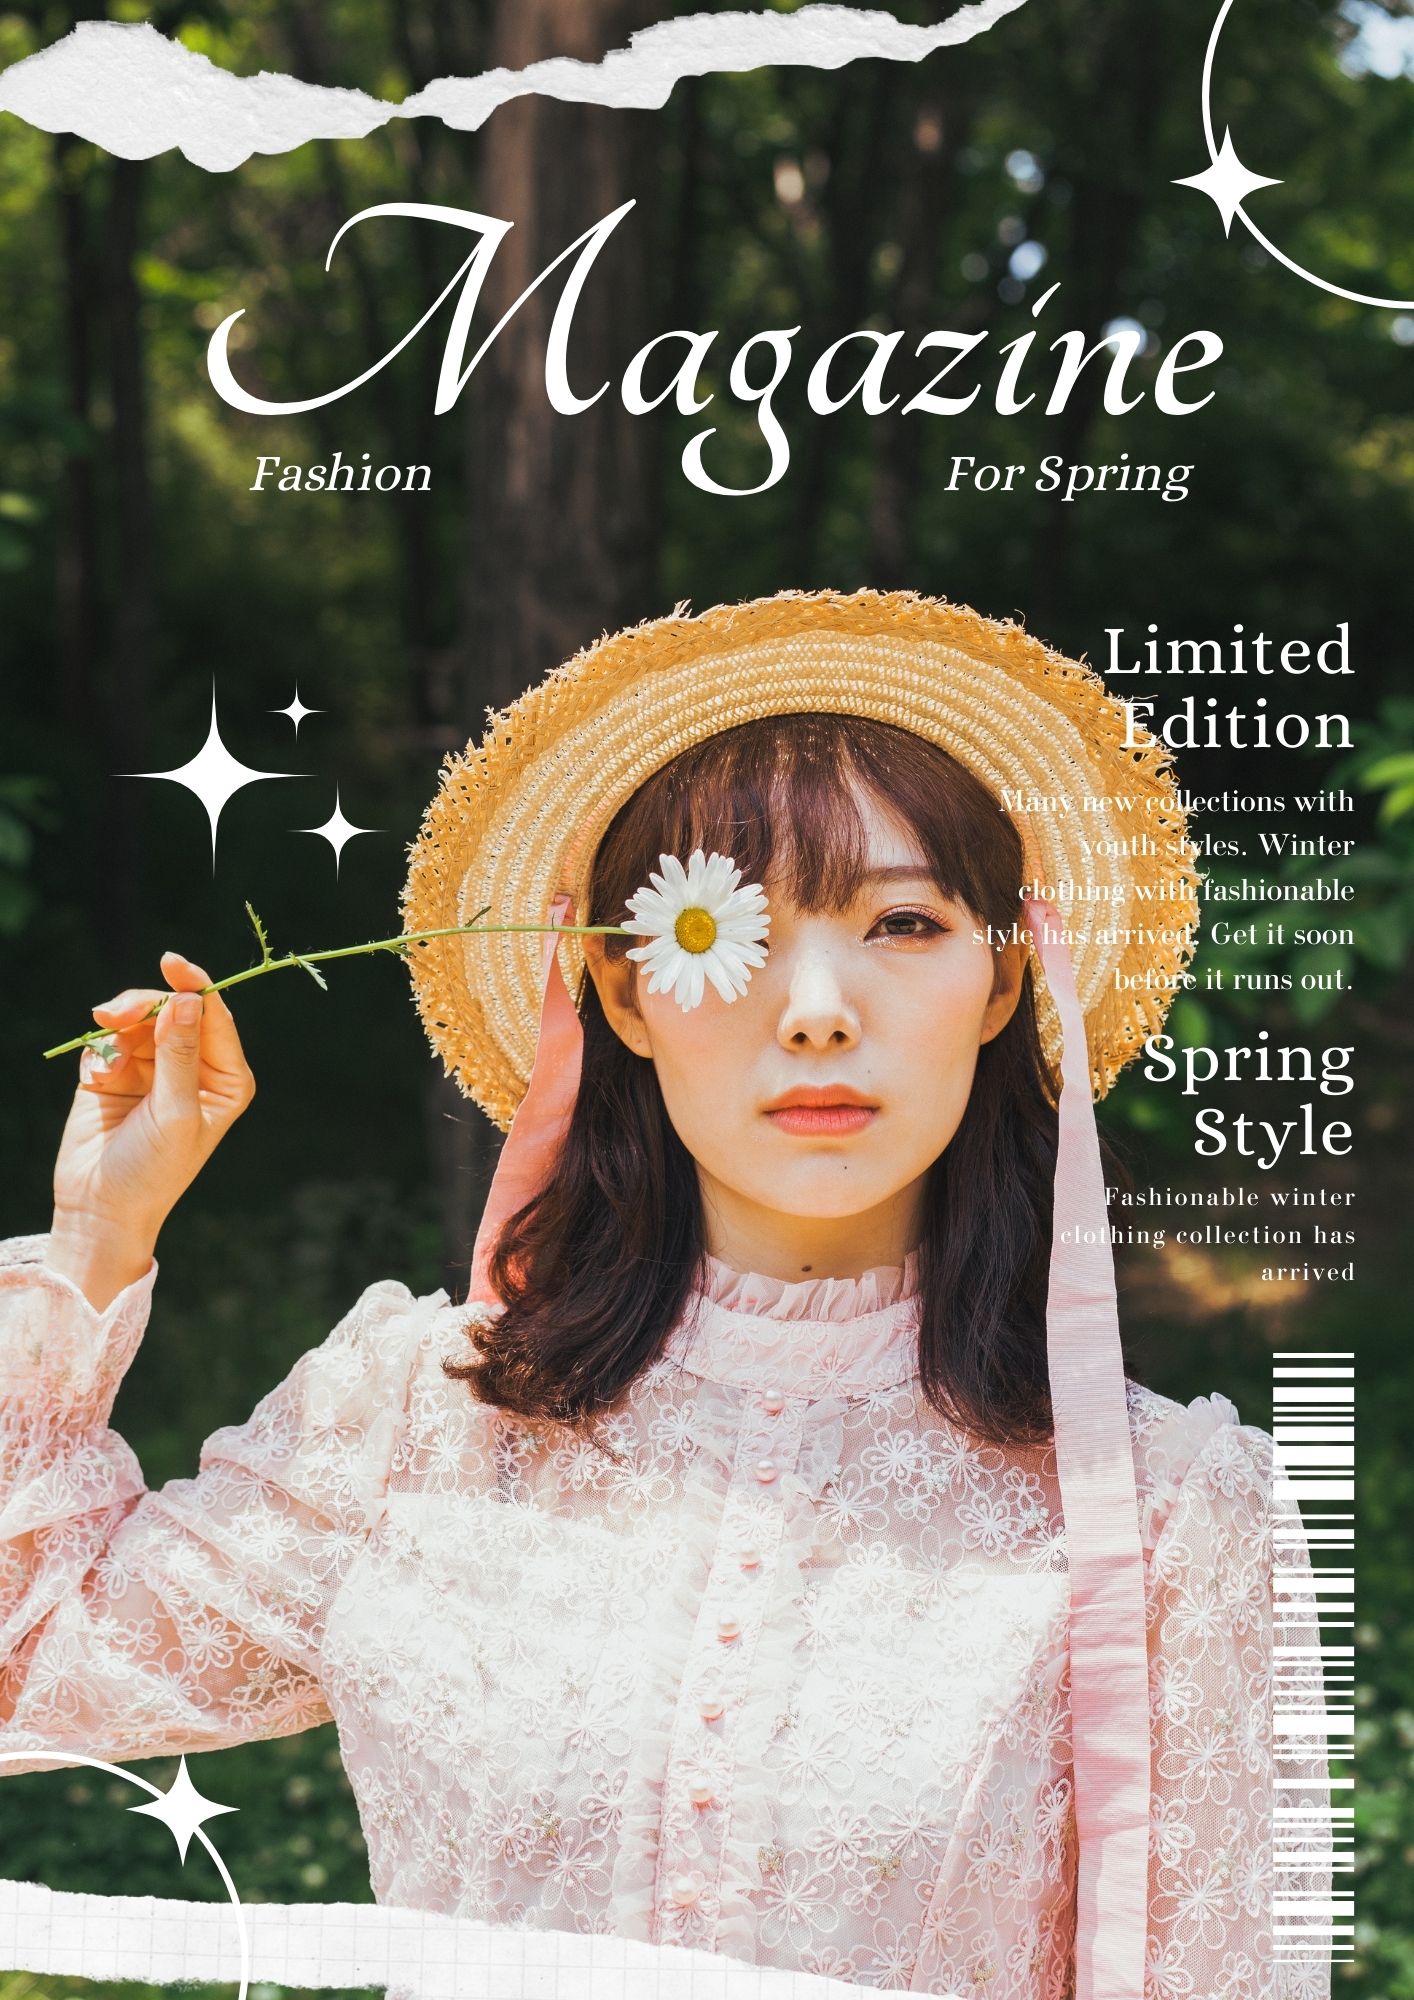 Magazine
Fashion
For Spring
Limited
Edition
Many new collections with
youth styles. Winter
clothing with fashionable
style has arrived. Get it soon
before it runs out.
Spring
Style
Fashionable winter
clothing collection has
arrived